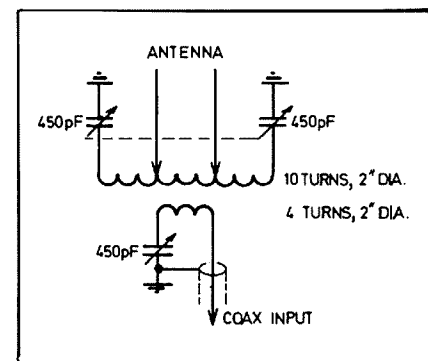 ANTENNA
450pF
450pF
10 TURNS, 2" DIA.
4 TURNS, 2" DIA.
450pF
COAX INPUT